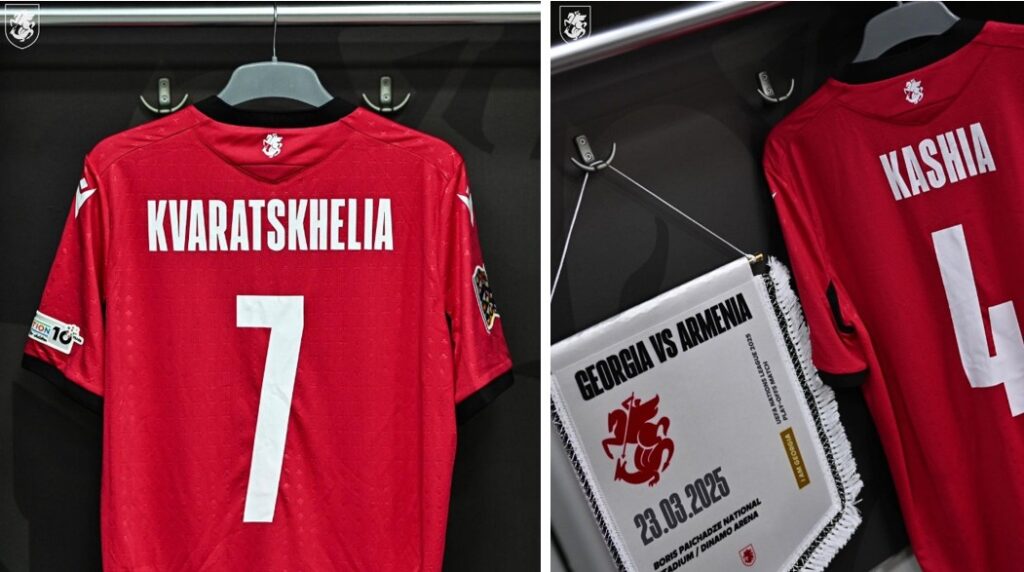 KVARATSKHELIA
7
10
KASHIA
4
GEORGIA VS ARMENIA
UEFA NATIONS LEAGUE 2025
PLAY-OFFS MATCH
I AM GEORGIA
23.03.2025
BORIS PAICHADZE NATIONAL
STADIUM / DINAMO ARENA